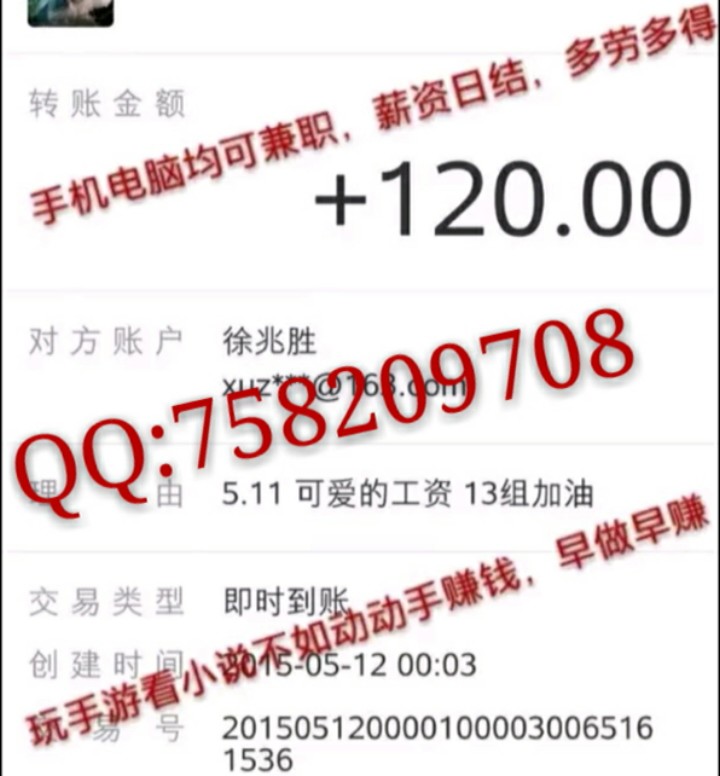 转账金额
手机电脑均可兼职，薪资日结，多劳多得
+120.00
对方账户 徐兆胜
xuz***@163.com
QQ:758209708
理由 5.11 可爱的工资 13组加油
交易类型 即时到账
玩手游看小说不如动动手赚钱，早做早赚
创建时间 2015-05-12 00:03
交易号 201505120000100003006516
1536